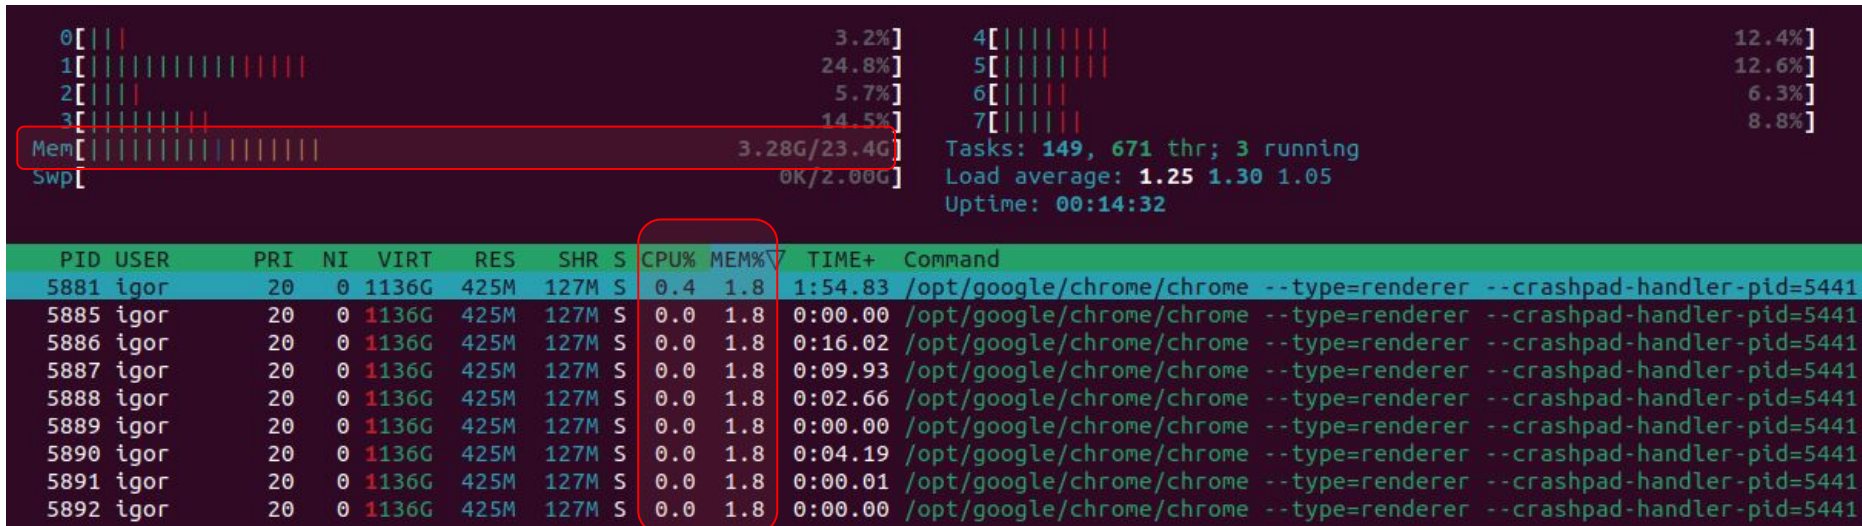 0[||| 3.2%] 4[|||||||| 12.4%]
1[|||||||||||||||| 24.8%] 5[|||||||| 12.6%]
2[|||| 5.7%] 6[||||| 6.3%]
3[||||||||| 14.5%] 7[|||||| 8.8%]
Mem[|||||||||||||||||| 3.28G/23.4G] Tasks: 149, 671 thr; 3 running
Swp[ 0K/2.00G] Load average: 1.25 1.30 1.05
Uptime: 00:14:32
PID USER PRI NI VIRT RES SHR S CPU% MEM%▽ TIME+ Command
5881 igor 20 0 1136G 425M 127M S 0.4 1.8 1:54.83 /opt/google/chrome/chrome --type=renderer --crashpad-handler-pid=5441
5885 igor 20 0 1136G 425M 127M S 0.0 1.8 0:00.00 /opt/google/chrome/chrome --type=renderer --crashpad-handler-pid=5441
5886 igor 20 0 1136G 425M 127M S 0.0 1.8 0:16.02 /opt/google/chrome/chrome --type=renderer --crashpad-handler-pid=5441
5887 igor 20 0 1136G 425M 127M S 0.0 1.8 0:09.93 /opt/google/chrome/chrome --type=renderer --crashpad-handler-pid=5441
5888 igor 20 0 1136G 425M 127M S 0.0 1.8 0:02.66 /opt/google/chrome/chrome --type=renderer --crashpad-handler-pid=5441
5889 igor 20 0 1136G 425M 127M S 0.0 1.8 0:00.00 /opt/google/chrome/chrome --type=renderer --crashpad-handler-pid=5441
5890 igor 20 0 1136G 425M 127M S 0.0 1.8 0:04.19 /opt/google/chrome/chrome --type=renderer --crashpad-handler-pid=5441
5891 igor 20 0 1136G 425M 127M S 0.0 1.8 0:00.01 /opt/google/chrome/chrome --type=renderer --crashpad-handler-pid=5441
5892 igor 20 0 1136G 425M 127M S 0.0 1.8 0:00.00 /opt/google/chrome/chrome --type=renderer --crashpad-handler-pid=5441